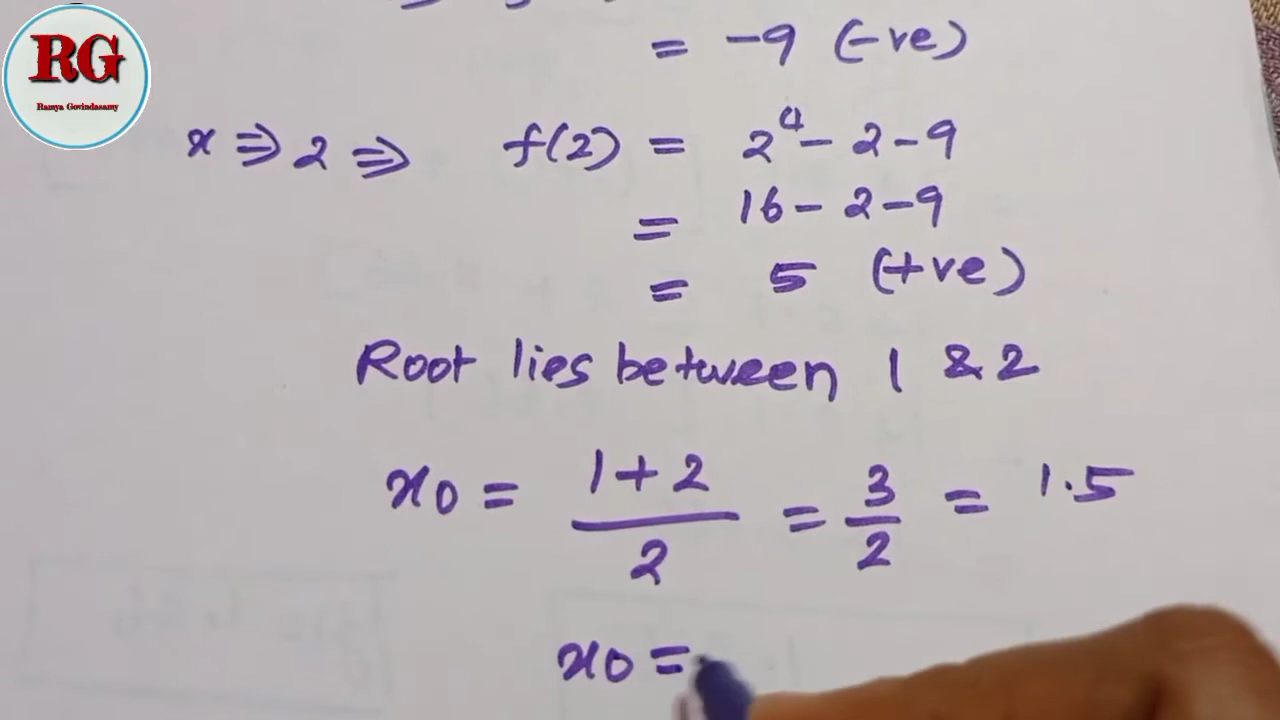 RG
Ramya Govindasamy
= -9 (-ve)
x ⇒ 2 ⇒ f(2) = 2⁴ - 2 - 9
= 16 - 2 - 9
= 5 (+ve)
Root lies between 1 & 2
x0 = 1+2/2 = 3/2 = 1.5
x0 =